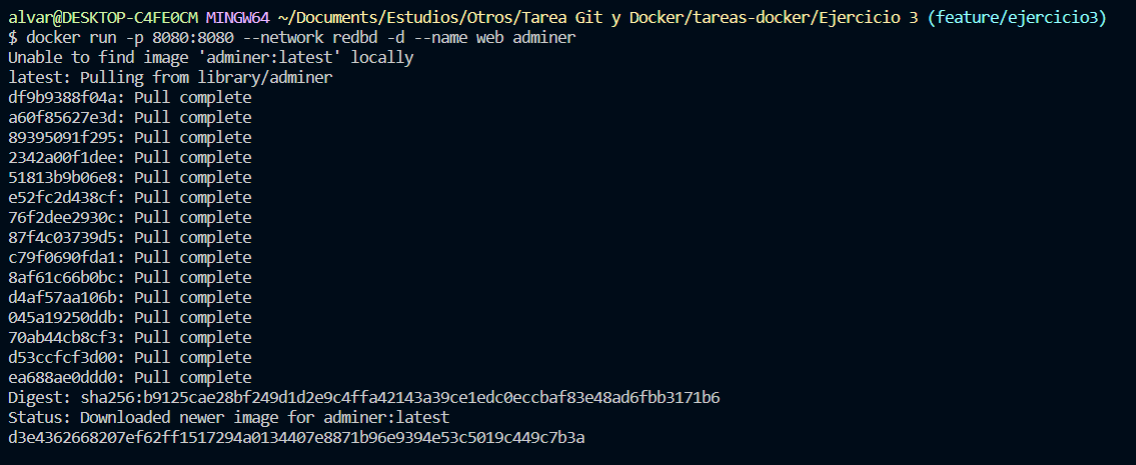 alvar@DESKTOP-C4FE0CM MINGW64 ~/Documents/Estudios/Otros/Tarea Git y Docker/tareas-docker/Ejercicio 3 (feature/ejercicio3)
$ docker run -p 8080:8080 --network redbd -d --name web adminer
Unable to find image 'adminer:latest' locally
latest: Pulling from library/adminer
df9b9388f04a: Pull complete
a60f85627e3d: Pull complete
89395091f295: Pull complete
2342a00f1dee: Pull complete
51813b9b06e8: Pull complete
e52fc2d438cf: Pull complete
76f2dee2930c: Pull complete
87f4c03739d5: Pull complete
c79f0690fda1: Pull complete
8af61c66b0bc: Pull complete
d4af57aa106b: Pull complete
045a19250ddb: Pull complete
70ab44cb8cf3: Pull complete
d53ccfcf3d00: Pull complete
ea688ae0ddd0: Pull complete
Digest: sha256:b9125cae28bf249d1d2e9c4ffa42143a39ce1edc0eccbaf83e48ad6fbb3171b6
Status: Downloaded newer image for adminer:latest
d3e4362668207ef62ff1517294a0134407e8871b96e9394e53c5019c449c7b3a